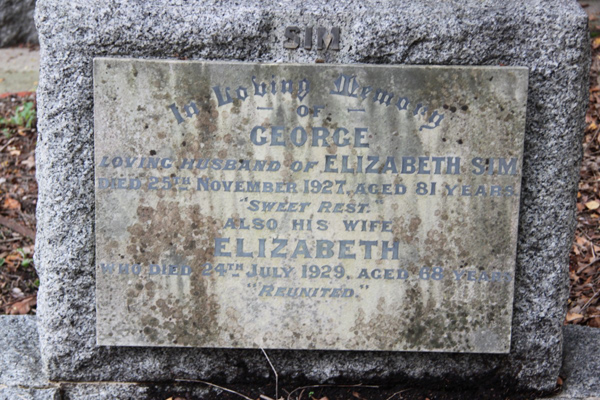 SIM
In Loving Memory
— OF —
GEORGE
LOVING HUSBAND OF ELIZABETH SIM
DIED 25TH NOVEMBER 1927, AGED 81 YEARS.
"SWEET REST."
ALSO HIS WIFE
ELIZABETH
WHO DIED 24TH JULY 1929, AGED 88 YEARS
"REUNITED."